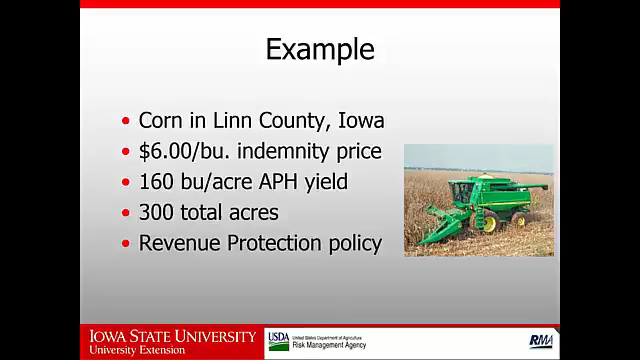 Example
• Corn in Linn County, Iowa
• $6.00/bu. indemnity price
• 160 bu/acre APH yield
• 300 total acres
• Revenue Protection policy
IOWA STATE UNIVERSITY
University Extension
USDA
United States Department of Agriculture
Risk Management Agency
RMA